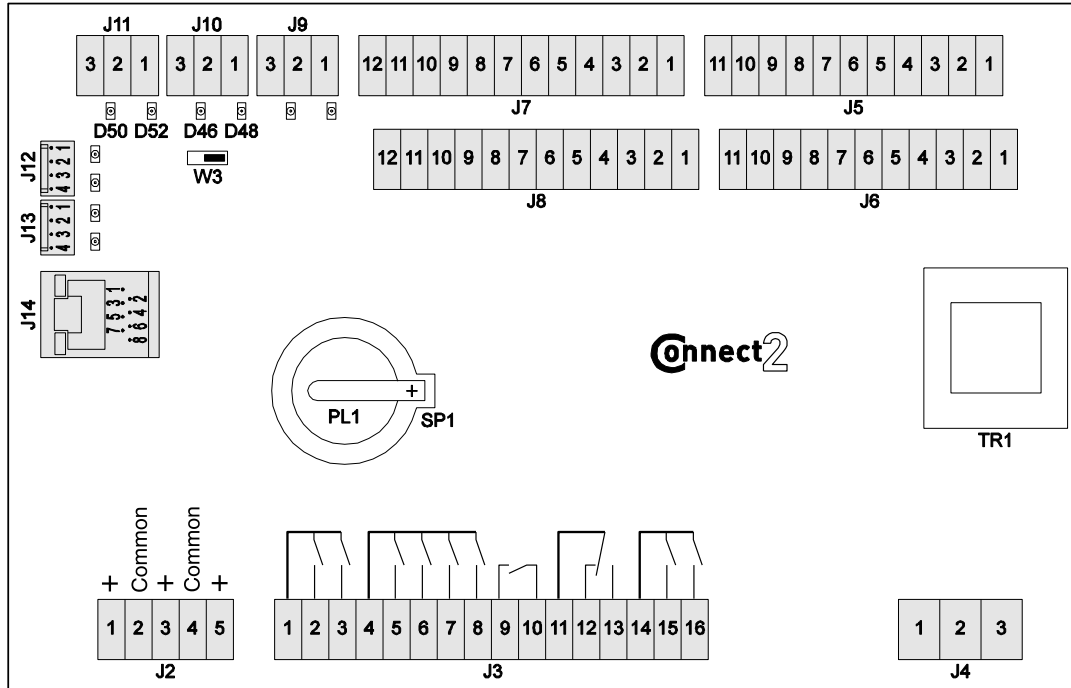 J11 J10 J9
3 2 1 3 2 1 3 2 1 12 11 10 9 8 7 6 5 4 3 2 1 11 10 9 8 7 6 5 4 3 2 1
J7 J5
D50 D52 D46 D48
W3
12 11 10 9 8 7 6 5 4 3 2 1 11 10 9 8 7 6 5 4 3 2 1
J8 J6
J12
4 3 2 1
J13
4 3 2 1
J14
7 5 3 1
8 6 4 2
Connect2
+
PL1
SP1
TR1
+ Common + Common +
1 2 3 4 5
J2
1 2 3 4 5 6 7 8 9 10 11 12 13 14 15 16
J3
1 2 3
J4